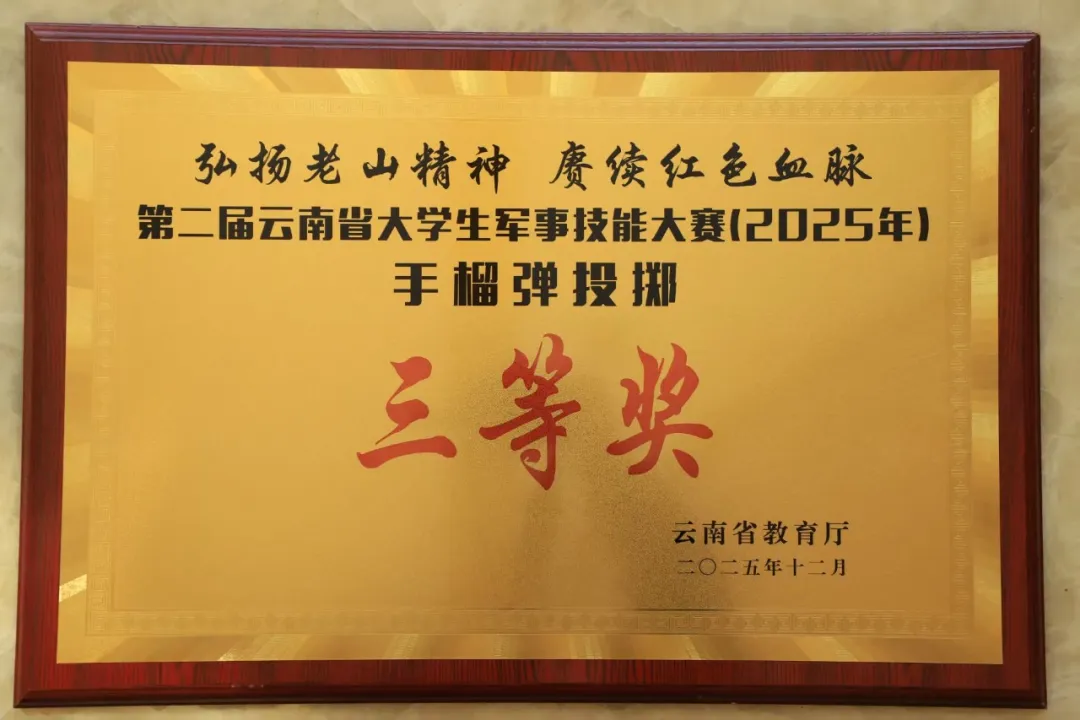 弘扬老山精神 赓续红色血脉
第二届云南省大学生军事技能大赛(2025年)
手榴弹投掷
三等奖
云南省教育厅
二〇二五年十二月